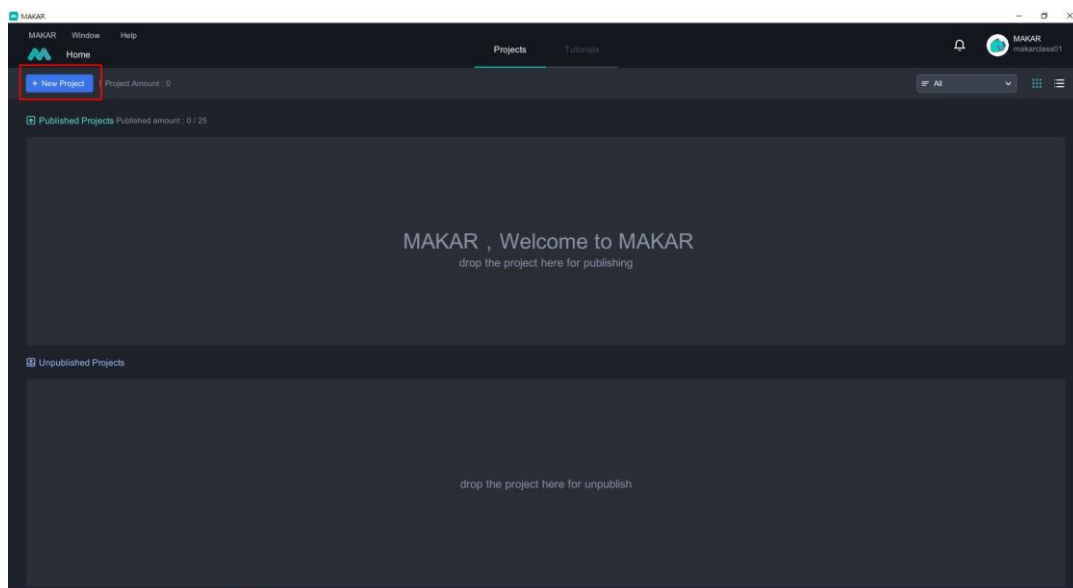 MAKAR
MAKAR Window Help
Home
Projects Tutorials
MAKAR
makarclass01
+ New Project
Project Amount : 0
All
Published Projects Published amount : 0 / 25
MAKAR , Welcome to MAKAR
drop the project here for publishing
Unpublished Projects
drop the project here for unpublish